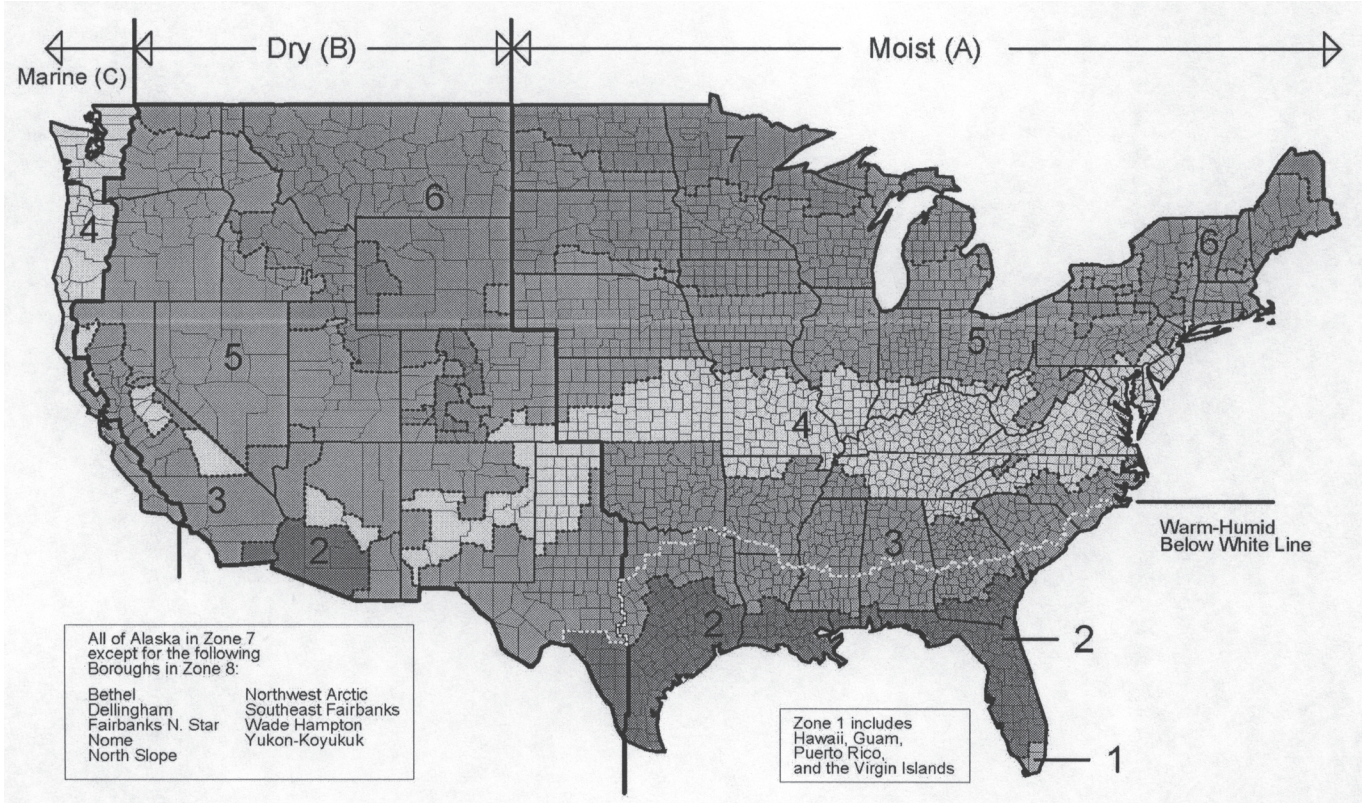 Marine (C)
Dry (B)
Moist (A)
7
6
6
4
5
5
4
3
3
2
2
Warm-Humid
Below White Line
2
1
All of Alaska in Zone 7
except for the following
Boroughs in Zone 8:
Bethel
Dellingham
Fairbanks N. Star
Nome
North Slope
Northwest Arctic
Southeast Fairbanks
Wade Hampton
Yukon-Koyukuk
Zone 1 includes
Hawaii, Guam,
Puerto Rico,
and the Virgin Islands